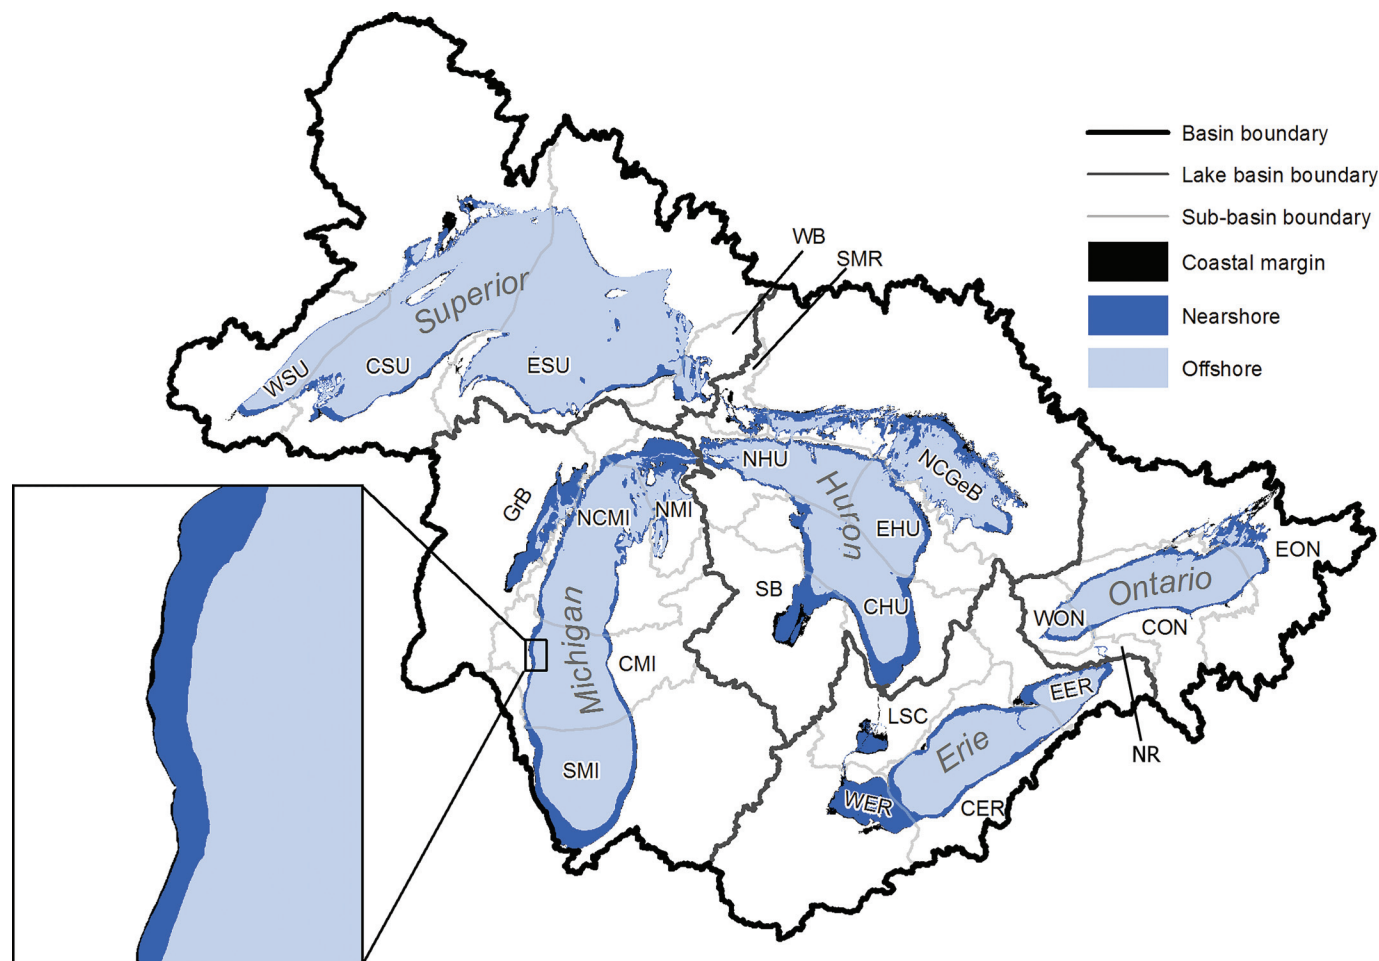 Basin boundary
Lake basin boundary
Sub-basin boundary
Coastal margin
Nearshore
Offshore
WB
SMR
Superior
WSU
CSU
ESU
GrB
NCMI
NMI
NHU
NCGeB
Huron
EHU
SB
CHU
Michigan
CMI
SMI
LSC
EON
Ontario
WON
CON
EER
Erie
NR
WER
CER